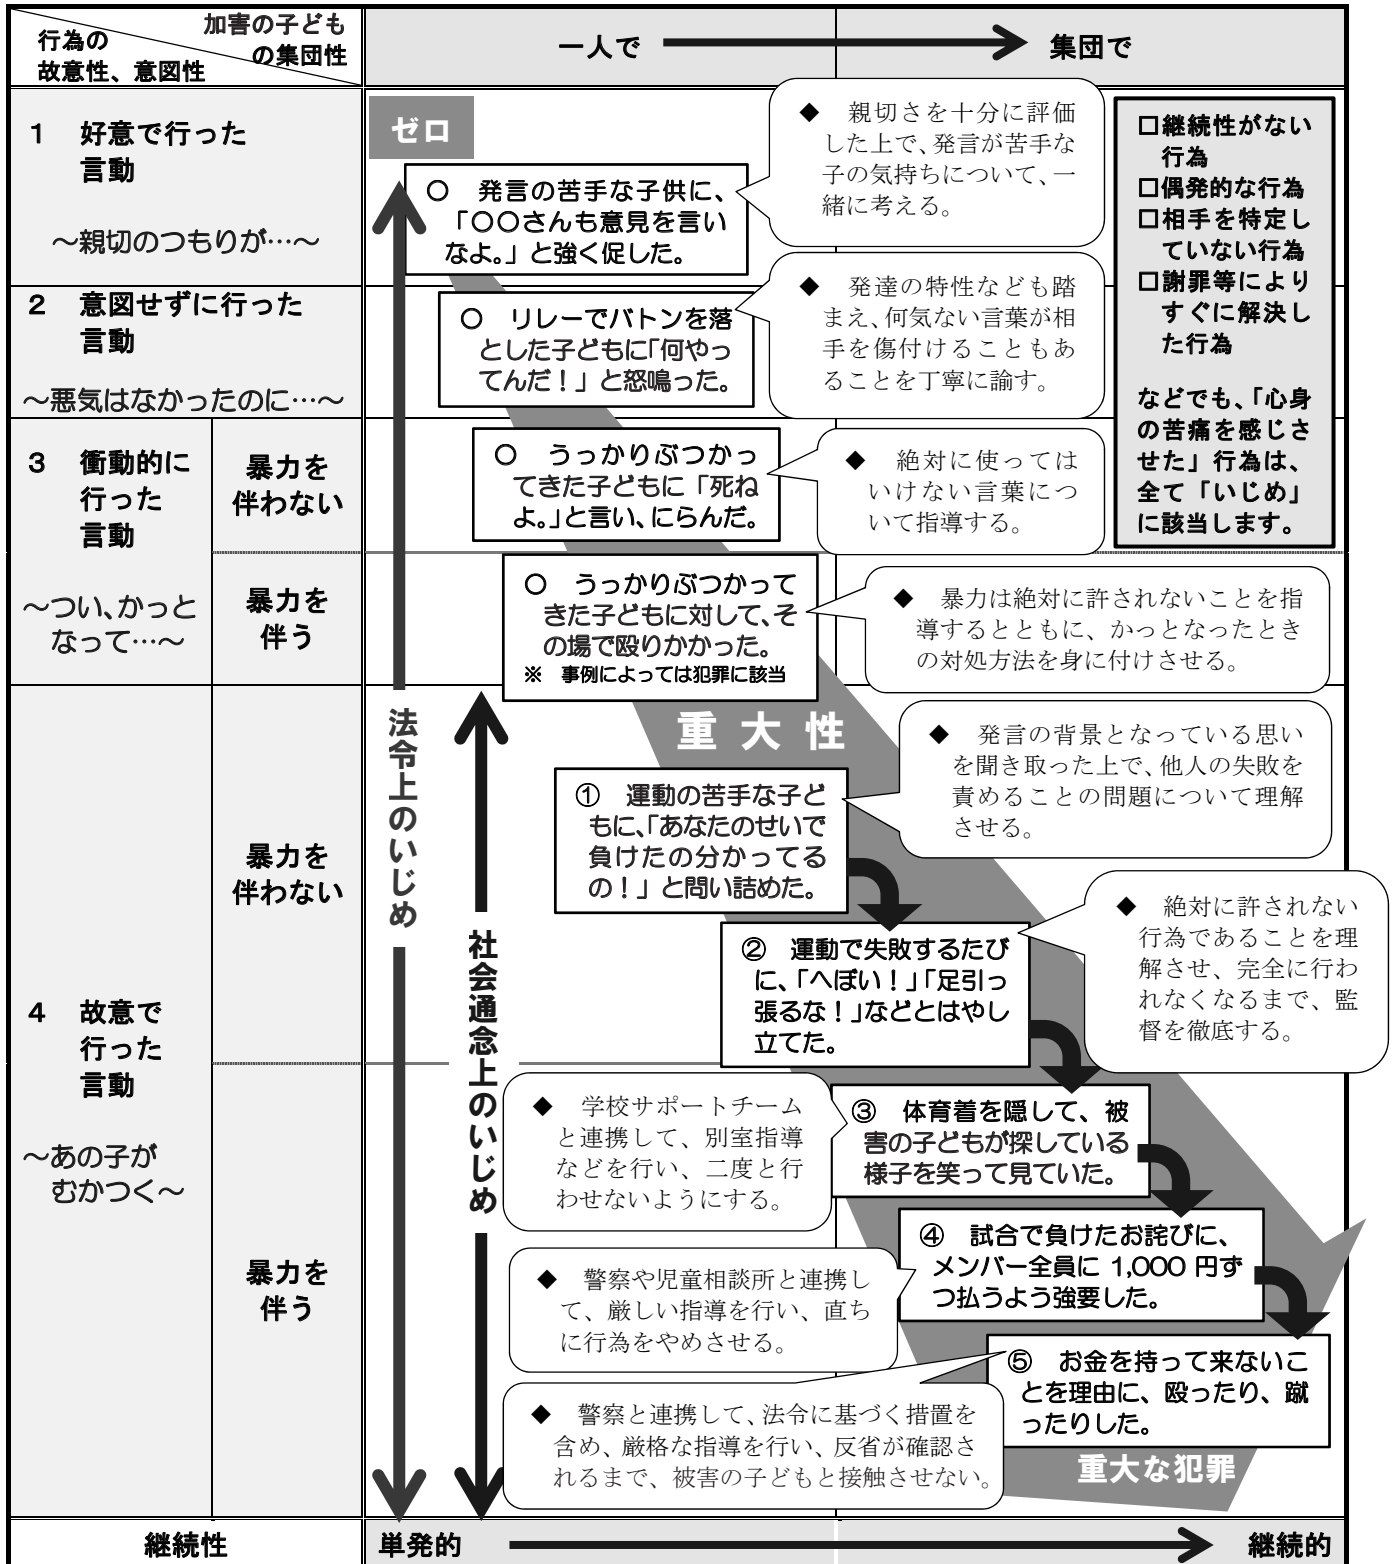 加害の子ども
の集団性
行為の
故意性、意図性
一人で
集団で
1 好意で行った
言動
~親切のつもりが…~
ゼロ
○ 発言の苦手な子供に、
「○○さんも意見を言い
なよ。」と強く促した。
◆ 親切さを十分に評価
した上で、発言が苦手な
子の気持ちについて、一
緒に考える。
□継続性がない
行為
□偶発的な行為
□相手を特定し
ていない行為
□謝罪等により
すぐに解決し
た行為
などでも、「心身
の苦痛を感じさ
せた」行為は、
全て「いじめ」
に該当します。
2 意図せずに行った
言動
~悪気はなかったのに…~
○ リレーでバトンを落
とした子どもに「何やっ
てんだ!」と怒鳴った。
◆ 発達の特性なども踏
まえ、何気ない言葉が相
手を傷付けることもあ
ることを丁寧に諭す。
3 衝動的に
行った
言動
~つい、かっと
なって…~
暴力を
伴わない
○ うっかりぶつかっ
てきた子どもに「死ね
よ。」と言い、にらんだ。
◆ 絶対に使っては
いけない言葉につ
いて指導する。
暴力を
伴う
○ うっかりぶつかって
きた子どもに対して、そ
の場で殴りかかった。
※ 事例によっては犯罪に該当
◆ 暴力は絶対に許されないことを指
導するとともに、かっとなったとき
の対処方法を身に付けさせる。
法令上のいじめ
社会通念上のいじめ
重大性
4 故意で
行った
言動
~あの子が
むかつく~
暴力を
伴わない
① 運動の苦手な子ど
もに、「あなたのせいで
負けたの分かってる
の!」と問い詰めた。
◆ 発言の背景となっている思い
を聞き取った上で、他人の失敗を
責めることの問題について理解
させる。
② 運動で失敗するたび
に、「へぼい!」「足引っ
張るな!」などとはやし
立てた。
◆ 絶対に許されない
行為であることを理
解させ、完全に行わ
れなくなるまで、監
督を徹底する。
暴力を
伴う
③ 体育着を隠して、被
害の子どもが探している
様子を笑って見ていた。
◆ 学校サポートチーム
と連携して、別室指導
などを行い、二度と行
わせないようにする。
④ 試合で負けたお詫びに、
メンバー全員に 1,000 円ず
つ払うよう強要した。
◆ 警察や児童相談所と連携し
て、厳しい指導を行い、直ち
に行為をやめさせる。
⑤ お金を持って来ないこ
とを理由に、殴ったり、蹴
ったりした。
◆ 警察と連携して、法令に基づく措置を
含め、厳格な指導を行い、反省が確認さ
れるまで、被害の子どもと接触させない。
重大な犯罪
継続性
単発的
継続的